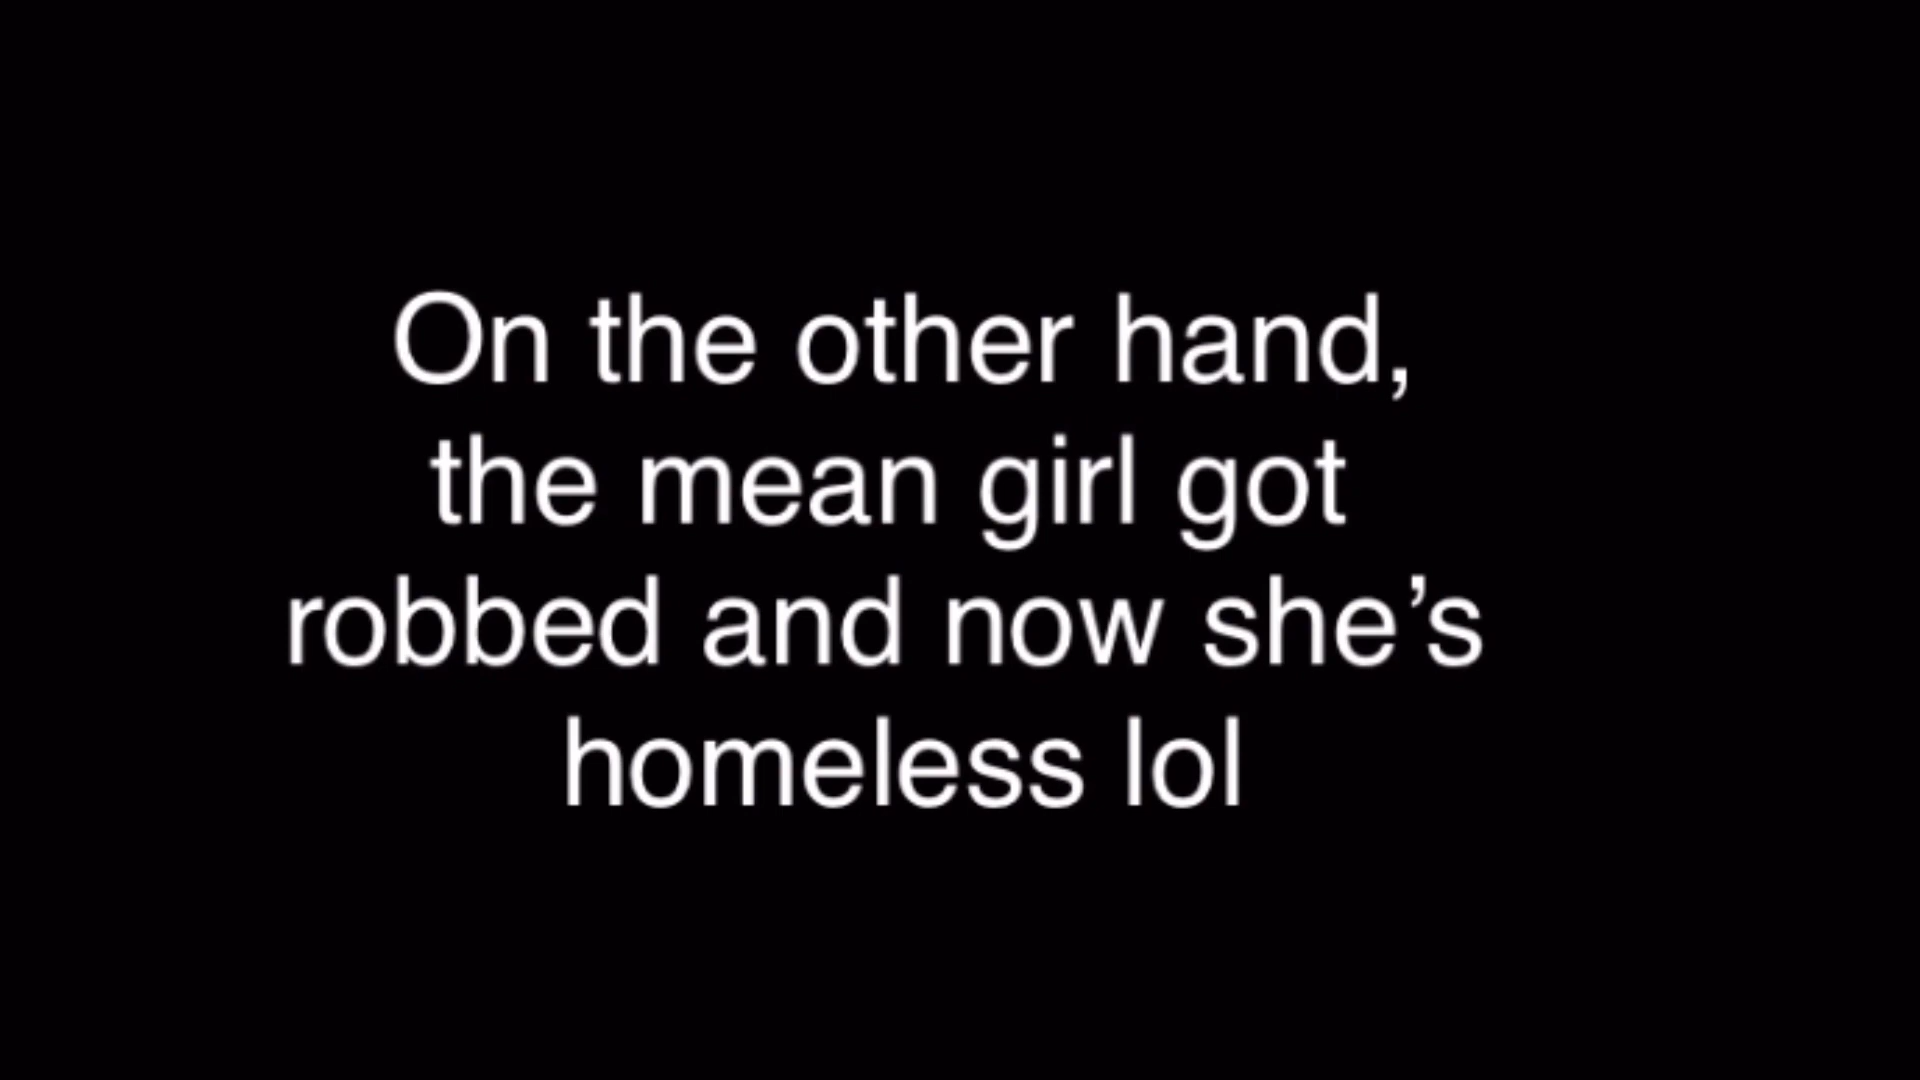 On the other hand,
the mean girl got
robbed and now she’s
homeless lol